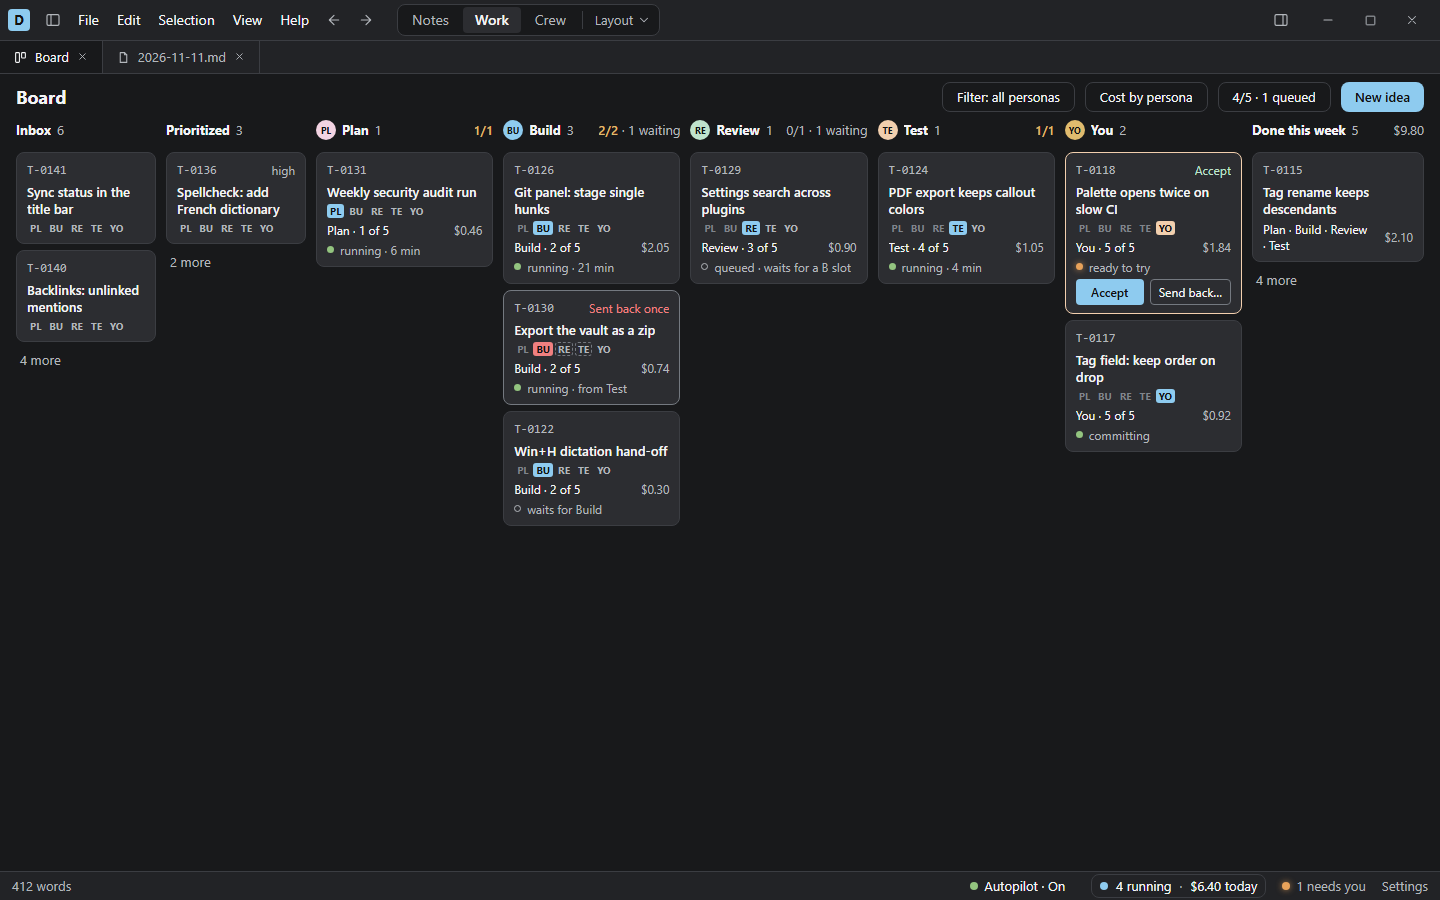 D File Edit Selection View Help Notes Work Crew Layout
Board 2026-11-11.md
Board Filter: all personas Cost by persona 4/5 · 1 queued New idea
Inbox 6
T-0141
Sync status in the
title bar
PL BU RE TE YO
T-0140
Backlinks: unlinked
mentions
PL BU RE TE YO
4 more
Prioritized 3
T-0136 high
Spellcheck: add
French dictionary
PL BU RE TE YO
2 more
PL Plan 1 1/1
T-0131
Weekly security audit run
PL BU RE TE YO
Plan · 1 of 5 $0.46
running · 6 min
BU Build 3 2/2 · 1 waiting
T-0126
Git panel: stage single
hunks
PL BU RE TE YO
Build · 2 of 5 $2.05
running · 21 min
T-0130 Sent back once
Export the vault as a zip
PL BU RE TE YO
Build · 2 of 5 $0.74
running · from Test
T-0122
Win+H dictation hand-off
PL BU RE TE YO
Build · 2 of 5 $0.30
waits for Build
RE Review 1 0/1 · 1 waiting
T-0129
Settings search across
plugins
PL BU RE TE YO
Review · 3 of 5 $0.90
queued · waits for a B slot
TE Test 1 1/1
T-0124
PDF export keeps callout
colors
PL BU RE TE YO
Test · 4 of 5 $1.05
running · 4 min
YO You 2
T-0118 Accept
Palette opens twice on
slow CI
PL BU RE TE YO
You · 5 of 5 $1.84
ready to try
Accept Send back...
T-0117
Tag field: keep order on
drop
PL BU RE TE YO
You · 5 of 5 $0.92
committing
Done this week 5 $9.80
T-0115
Tag rename keeps
descendants
Plan · Build · Review
· Test $2.10
4 more
412 words Autopilot · On 4 running · $6.40 today 1 needs you Settings